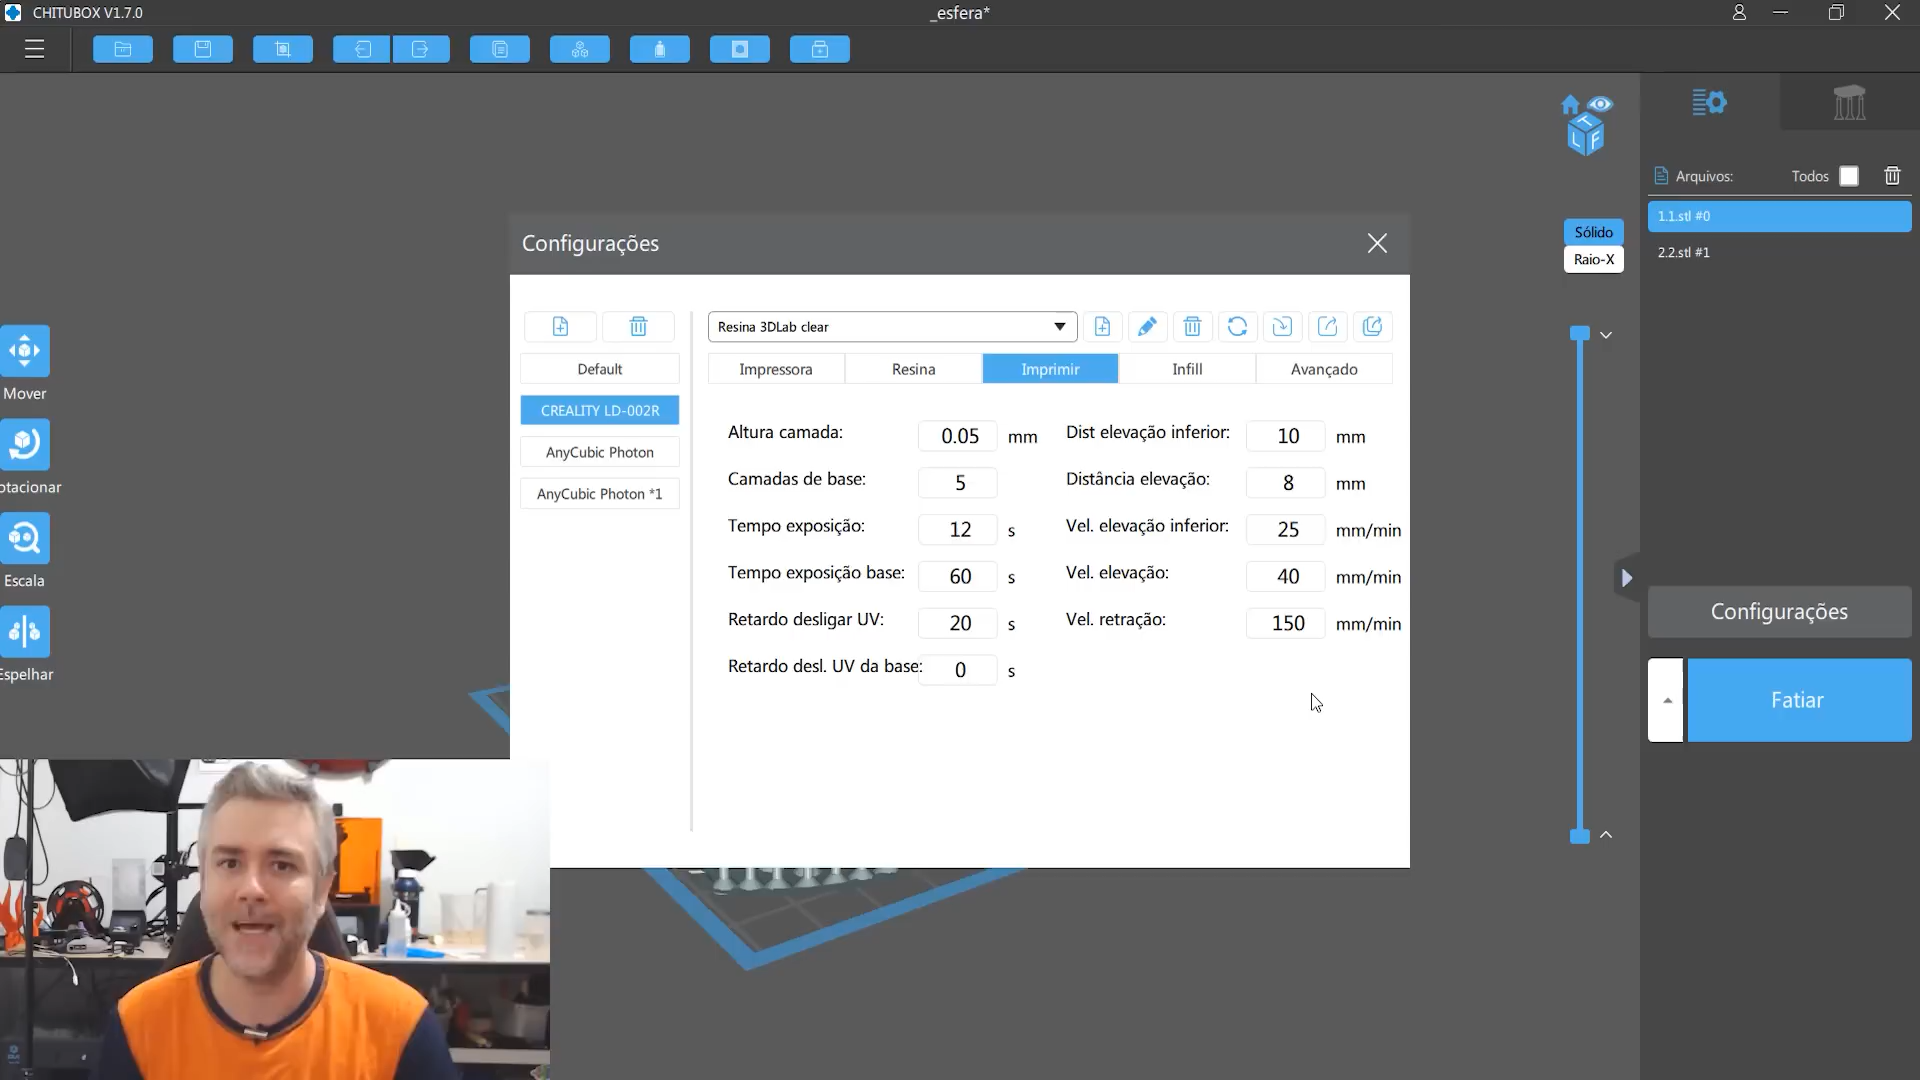 CHITUBOX V1.7.0
_esfera*
Mover
otacionar
Escala
Espelhar
T
L F
Sólido
Raio-X
Arquivos:
Todos
1.1.stl #0
2.2.stl #1
Configurações
Fatiar
Configurações
Default
CREALITY LD-002R
AnyCubic Photon
AnyCubic Photon *1
Resina 3DLab clear
Impressora Resina Imprimir Infill Avançado
Altura camada: 0.05 mm Dist elevação inferior: 10 mm
Camadas de base: 5 Distância elevação: 8 mm
Tempo exposição: 12 s Vel. elevação inferior: 25 mm/min
Tempo exposição base: 60 s Vel. elevação: 40 mm/min
Retardo desligar UV: 20 s Vel. retração: 150 mm/min
Retardo desl. UV da base: 0 s